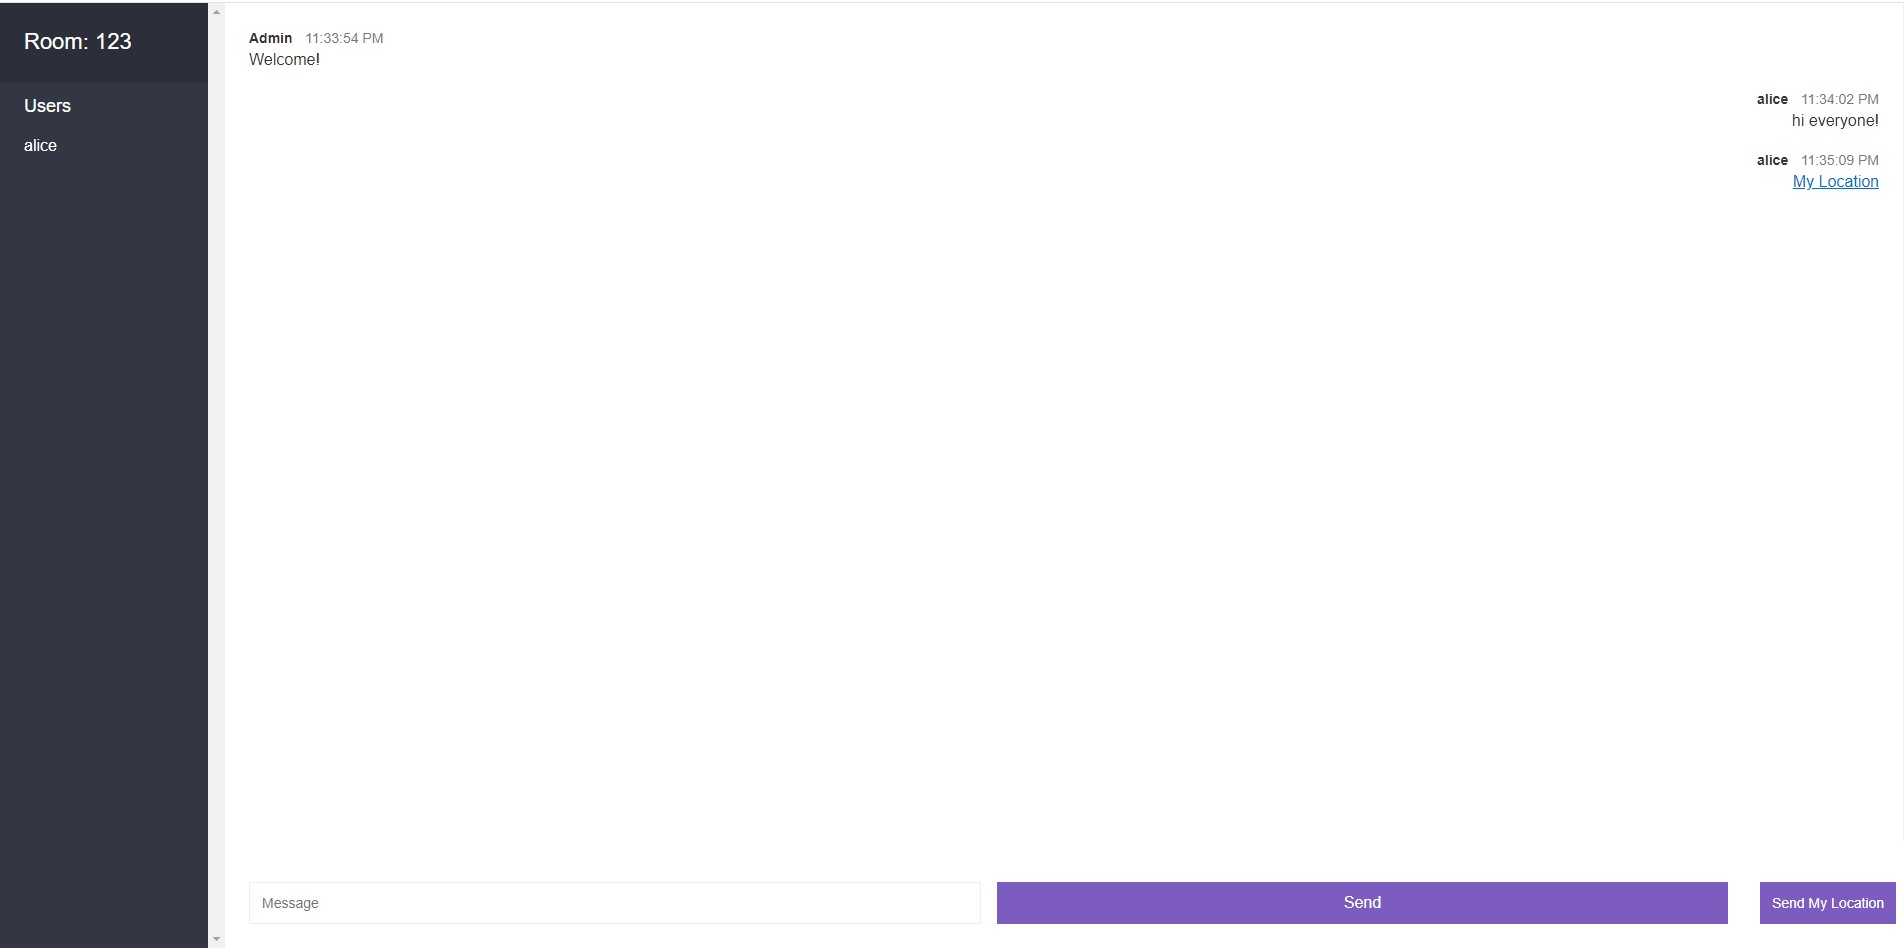 Room: 123
Users
alice
Admin 11:33:54 PM
Welcome!
alice 11:34:02 PM
hi everyone!
alice 11:35:09 PM
My Location
Message
Send
Send My Location